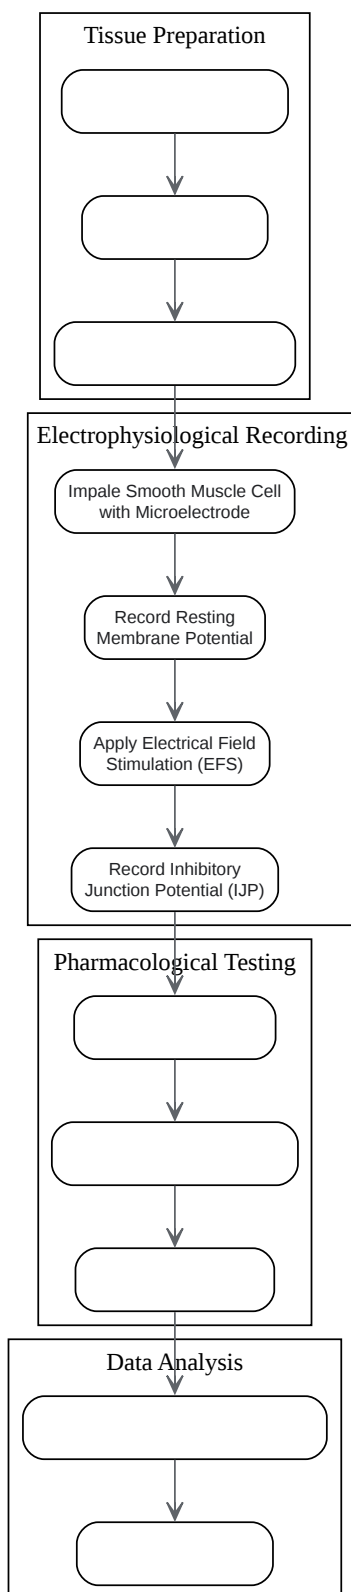 Tissue Preparation
Electrophysiological Recording
Impale Smooth Muscle Cell
with Microelectrode
Record Resting
Membrane Potential
Apply Electrical Field
Stimulation (EFS)
Record Inhibitory
Junction Potential (IJP)
Pharmacological Testing
Data Analysis